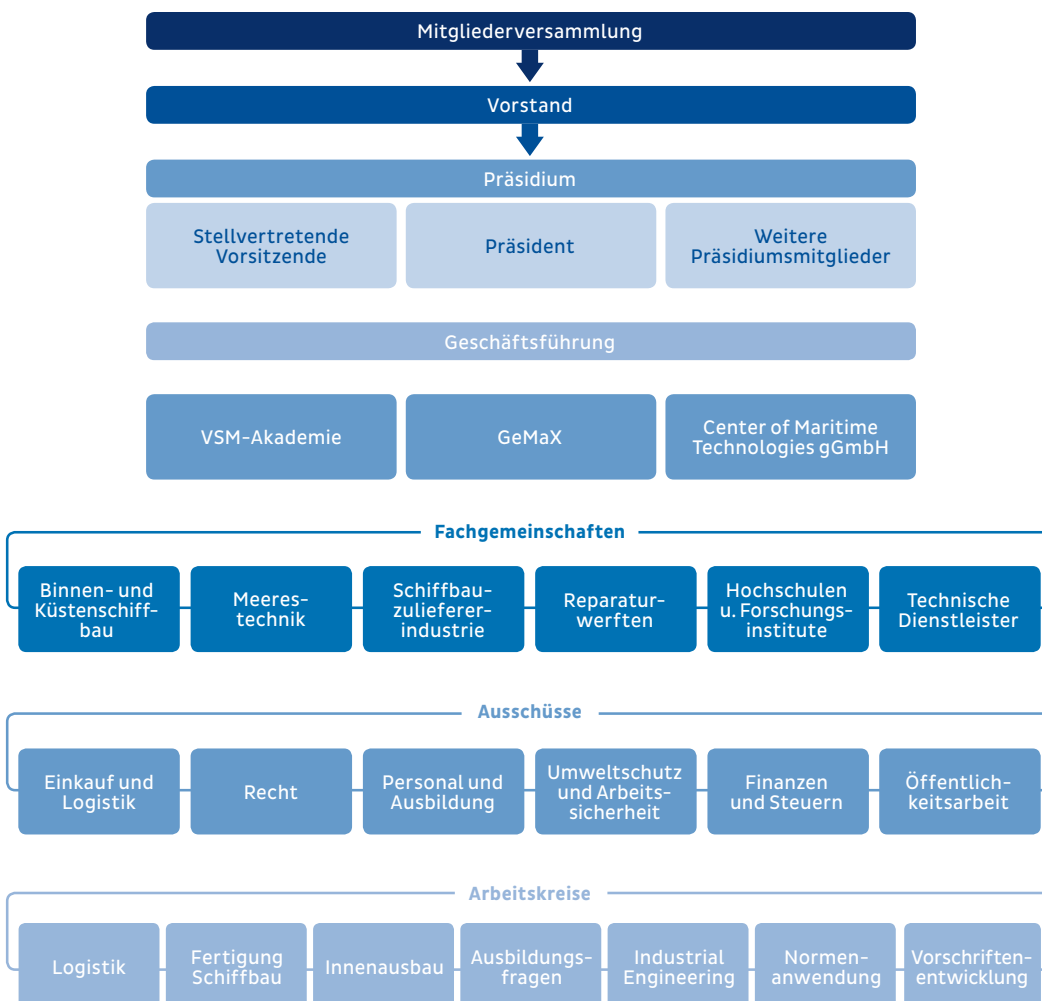 Mitgliederversammlung
Vorstand
Präsidium
Stellvertretende
Vorsitzende
Präsident
Weitere
Präsidiumsmitglieder
Geschäftsführung
VSM-Akademie
GeMaX
Center of Maritime
Technologies gGmbH
Fachgemeinschaften
Binnen- und
Küstenschiff-
bau
Meeres-
technik
Schiffbau-
zulieferer-
industrie
Reparatur-
werften
Hochschulen
u. Forschungs-
institute
Technische
Dienstleister
Ausschüsse
Einkauf und
Logistik
Recht
Personal und
Ausbildung
Umweltschutz
und Arbeits-
sicherheit
Finanzen
und Steuern
Öffentlich-
keitsarbeit
Arbeitskreise
Logistik
Fertigung
Schiffbau
Innenausbau
Ausbildungs-
fragen
Industrial
Engineering
Normen-
anwendung
Vorschriften-
entwicklung